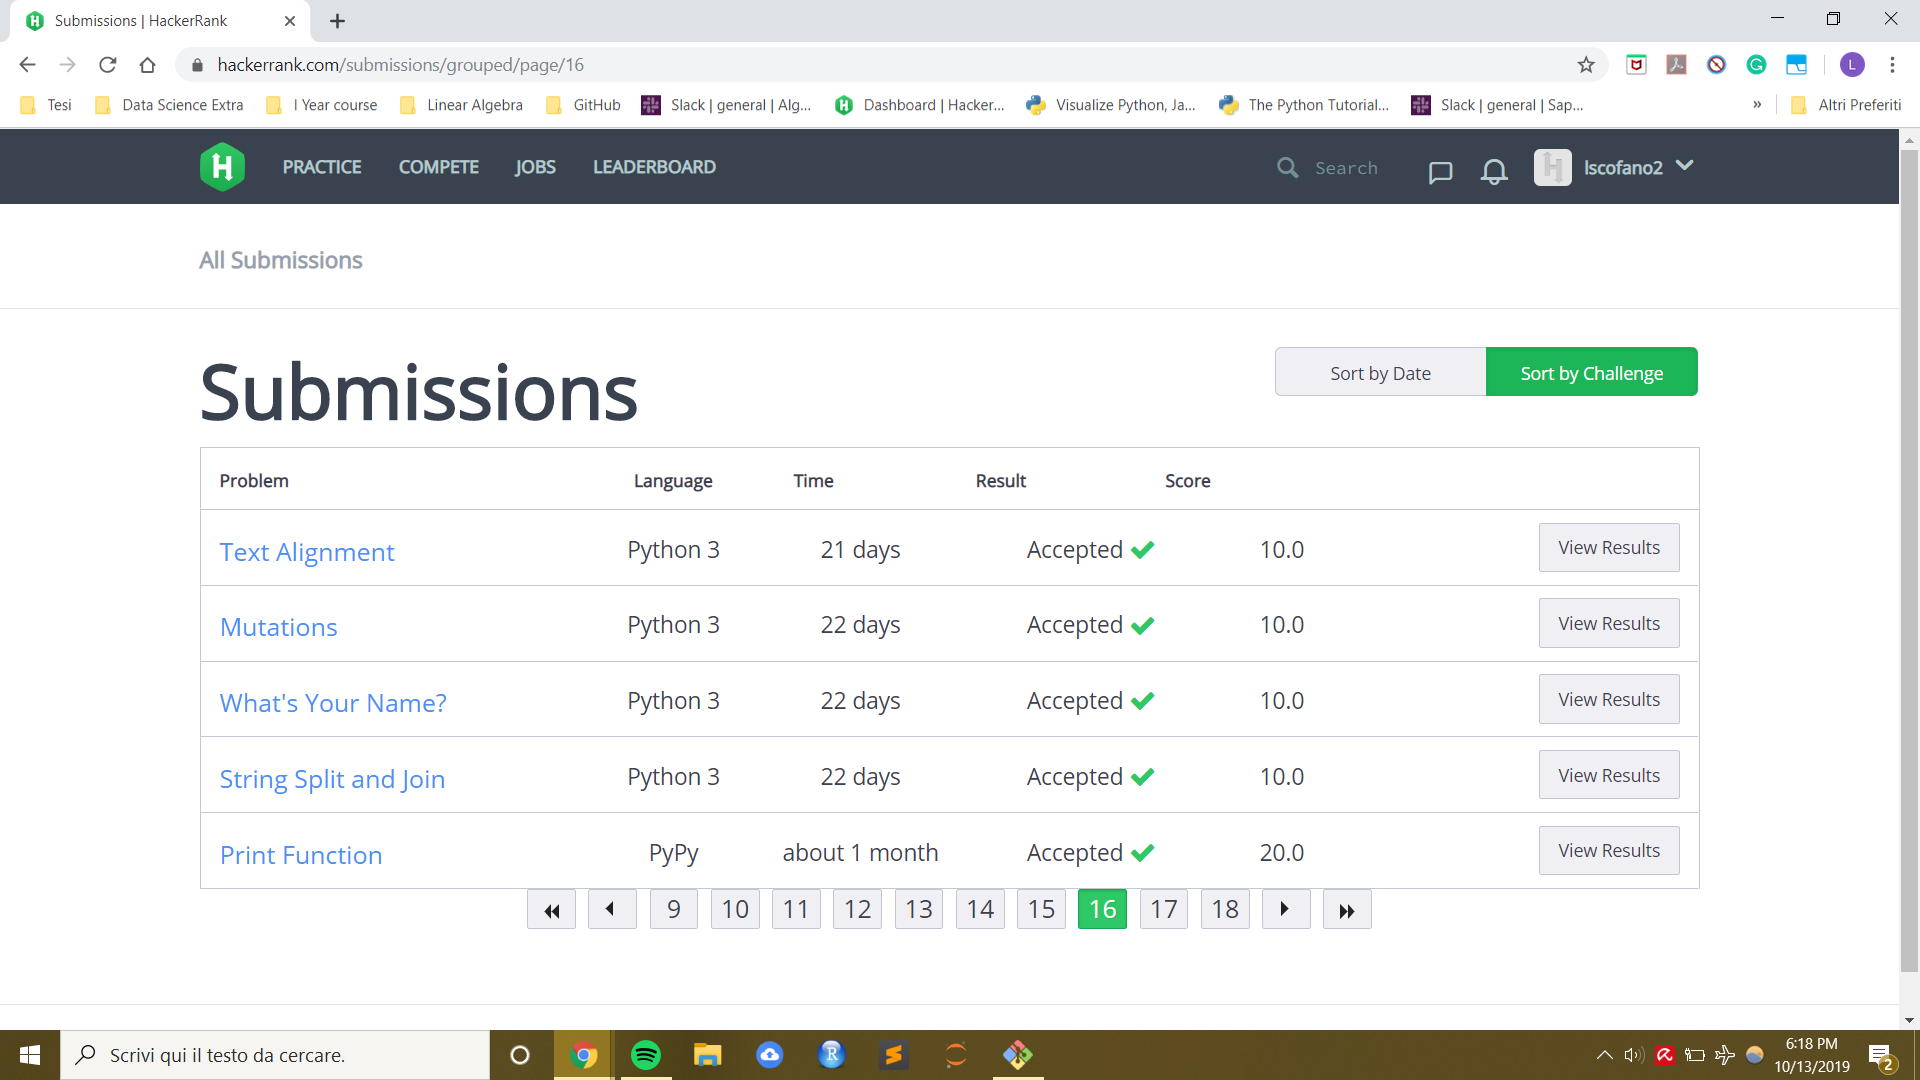 Submissions | HackerRank
hackerrank.com/submissions/grouped/page/16
L
Tesi
Data Science Extra
I Year course
Linear Algebra
GitHub
Slack | general | Alg...
Dashboard | Hacker...
Visualize Python, Ja...
The Python Tutorial...
Slack | general | Sap...
»
Altri Preferiti
PRACTICE
COMPETE
JOBS
LEADERBOARD
Search
lscofano2
All Submissions
Submissions
Sort by Date
Sort by Challenge
Problem Language Time Result Score
Text Alignment Python 3 21 days Accepted 10.0 View Results
Mutations Python 3 22 days Accepted 10.0 View Results
What's Your Name? Python 3 22 days Accepted 10.0 View Results
String Split and Join Python 3 22 days Accepted 10.0 View Results
Print Function PyPy about 1 month Accepted 20.0 View Results
9 10 11 12 13 14 15 16 17 18
Scrivi qui il testo da cercare.
R
6:18 PM
10/13/2019
2